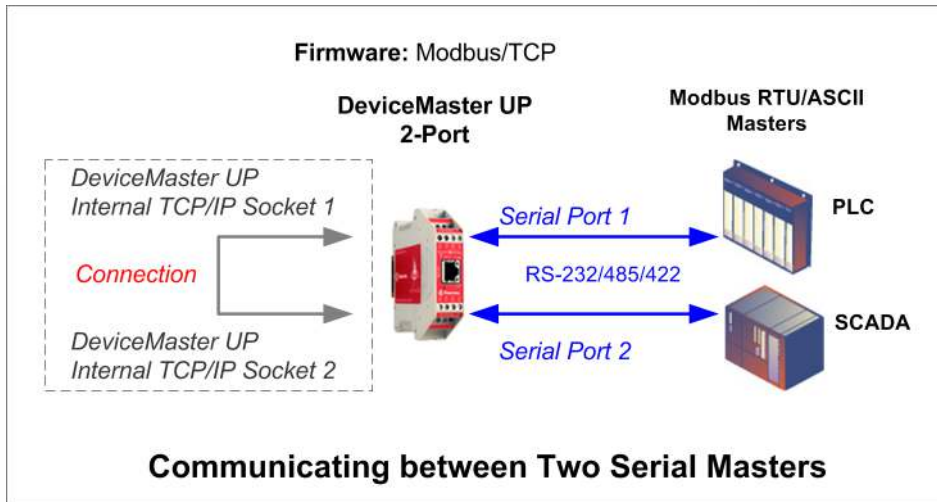 Firmware: Modbus/TCP
DeviceMaster UP
2-Port
Modbus RTU/ASCII
Masters
DeviceMaster UP
Internal TCP/IP Socket 1
Connection
DeviceMaster UP
Internal TCP/IP Socket 2
Serial Port 1
RS-232/485/422
Serial Port 2
PLC
SCADA
Communicating between Two Serial Masters